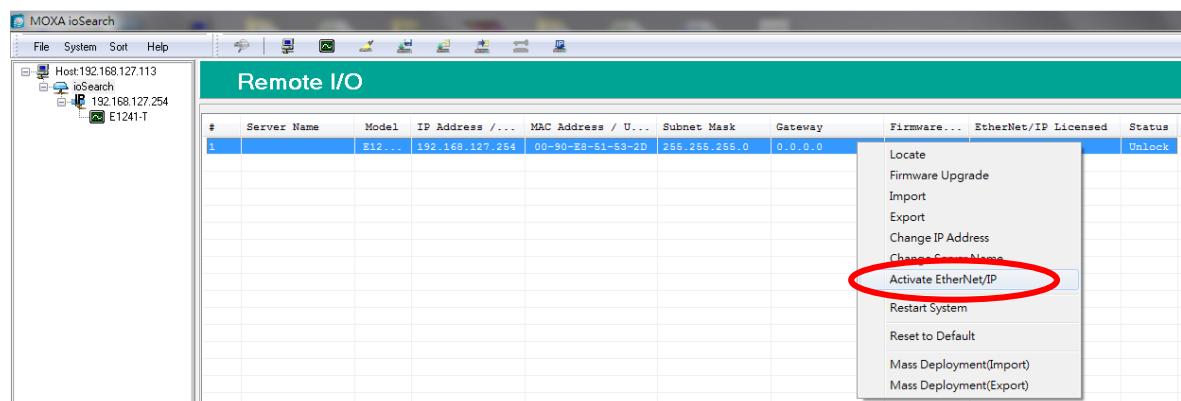 MOXA ioSearch
File System Sort Help
Host:192.168.127.113
ioSearch
192.168.127.254
E1241-T
Remote I/O
# Server Name Model IP Address /... MAC Address / U... Subnet Mask Gateway Firmware... EtherNet/IP Licensed Status
1 E12... 192.168.127.254 00-90-E8-51-53-2D 255.255.255.0 0.0.0.0 Unlock
Locate
Firmware Upgrade
Import
Export
Change IP Address
Change Server Name
Activate EtherNet/IP
Restart System
Reset to Default
Mass Deployment(Import)
Mass Deployment(Export)